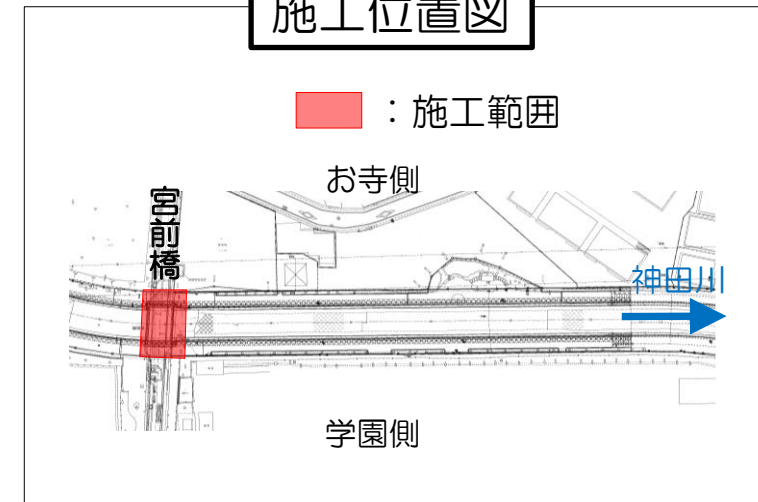 施工位置図
：施工範囲
お寺側
宮前橋
神田川
学園側